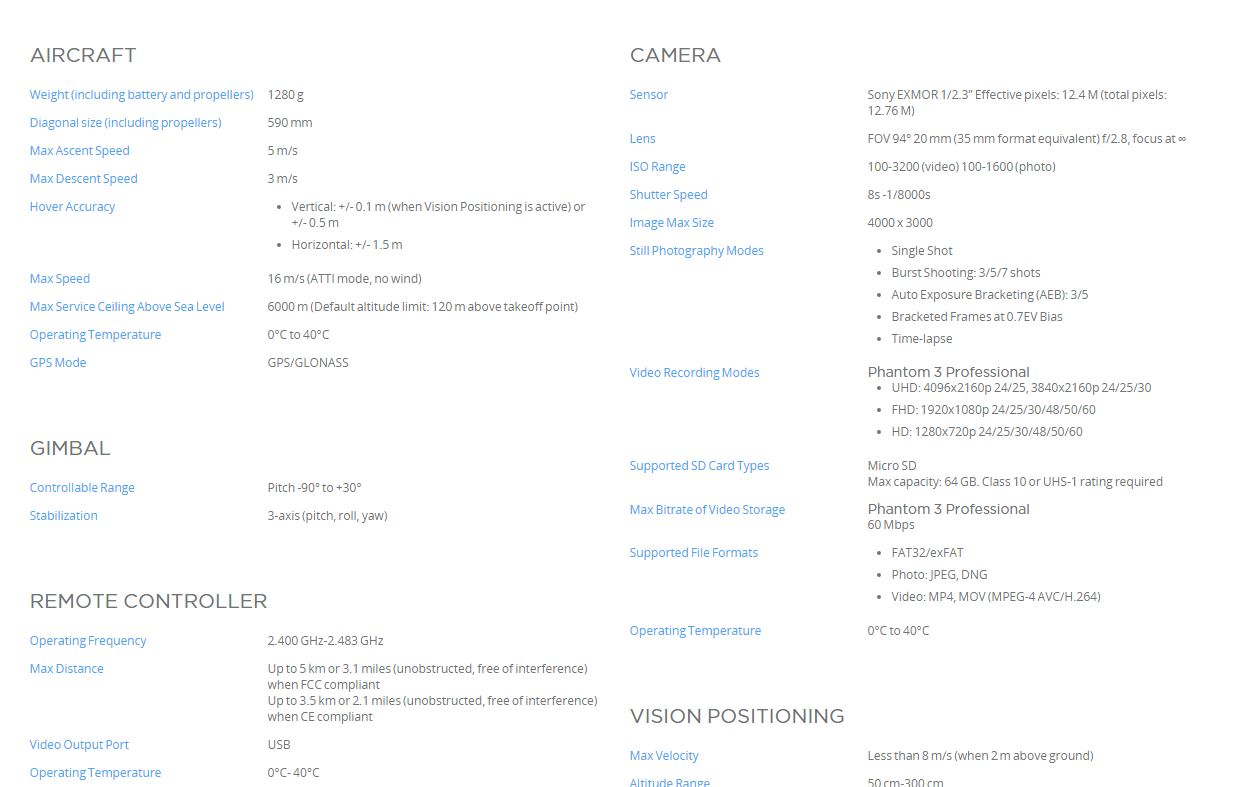 AIRCRAFT
Weight (including battery and propellers) 1280 g
Diagonal size (including propellers) 590 mm
Max Ascent Speed 5 m/s
Max Descent Speed 3 m/s
Hover Accuracy • Vertical: +/- 0.1 m (when Vision Positioning is active) or
+/- 0.5 m
• Horizontal: +/- 1.5 m
Max Speed 16 m/s (ATTI mode, no wind)
Max Service Ceiling Above Sea Level 6000 m (Default altitude limit: 120 m above takeoff point)
Operating Temperature 0°C to 40°C
GPS Mode GPS/GLONASS
GIMBAL
Controllable Range Pitch -90° to +30°
Stabilization 3-axis (pitch, roll, yaw)
REMOTE CONTROLLER
Operating Frequency 2.400 GHz-2.483 GHz
Max Distance Up to 5 km or 3.1 miles (unobstructed, free of interference)
when FCC compliant
Up to 3.5 km or 2.1 miles (unobstructed, free of interference)
when CE compliant
Video Output Port USB
Operating Temperature 0°C- 40°C
CAMERA
Sensor Sony EXMOR 1/2.3" Effective pixels: 12.4 M (total pixels:
12.76 M)
Lens FOV 94° 20 mm (35 mm format equivalent) f/2.8, focus at ∞
ISO Range 100-3200 (video) 100-1600 (photo)
Shutter Speed 8s -1/8000s
Image Max Size 4000 x 3000
Still Photography Modes • Single Shot
• Burst Shooting: 3/5/7 shots
• Auto Exposure Bracketing (AEB): 3/5
• Bracketed Frames at 0.7EV Bias
• Time-lapse
Video Recording Modes Phantom 3 Professional
• UHD: 4096x2160p 24/25, 3840x2160p 24/25/30
• FHD: 1920x1080p 24/25/30/48/50/60
• HD: 1280x720p 24/25/30/48/50/60
Supported SD Card Types Micro SD
Max capacity: 64 GB. Class 10 or UHS-1 rating required
Max Bitrate of Video Storage Phantom 3 Professional
60 Mbps
Supported File Formats • FAT32/exFAT
• Photo: JPEG, DNG
• Video: MP4, MOV (MPEG-4 AVC/H.264)
Operating Temperature 0°C to 40°C
VISION POSITIONING
Max Velocity Less than 8 m/s (when 2 m above ground)
Altitude Range 50 cm-300 cm